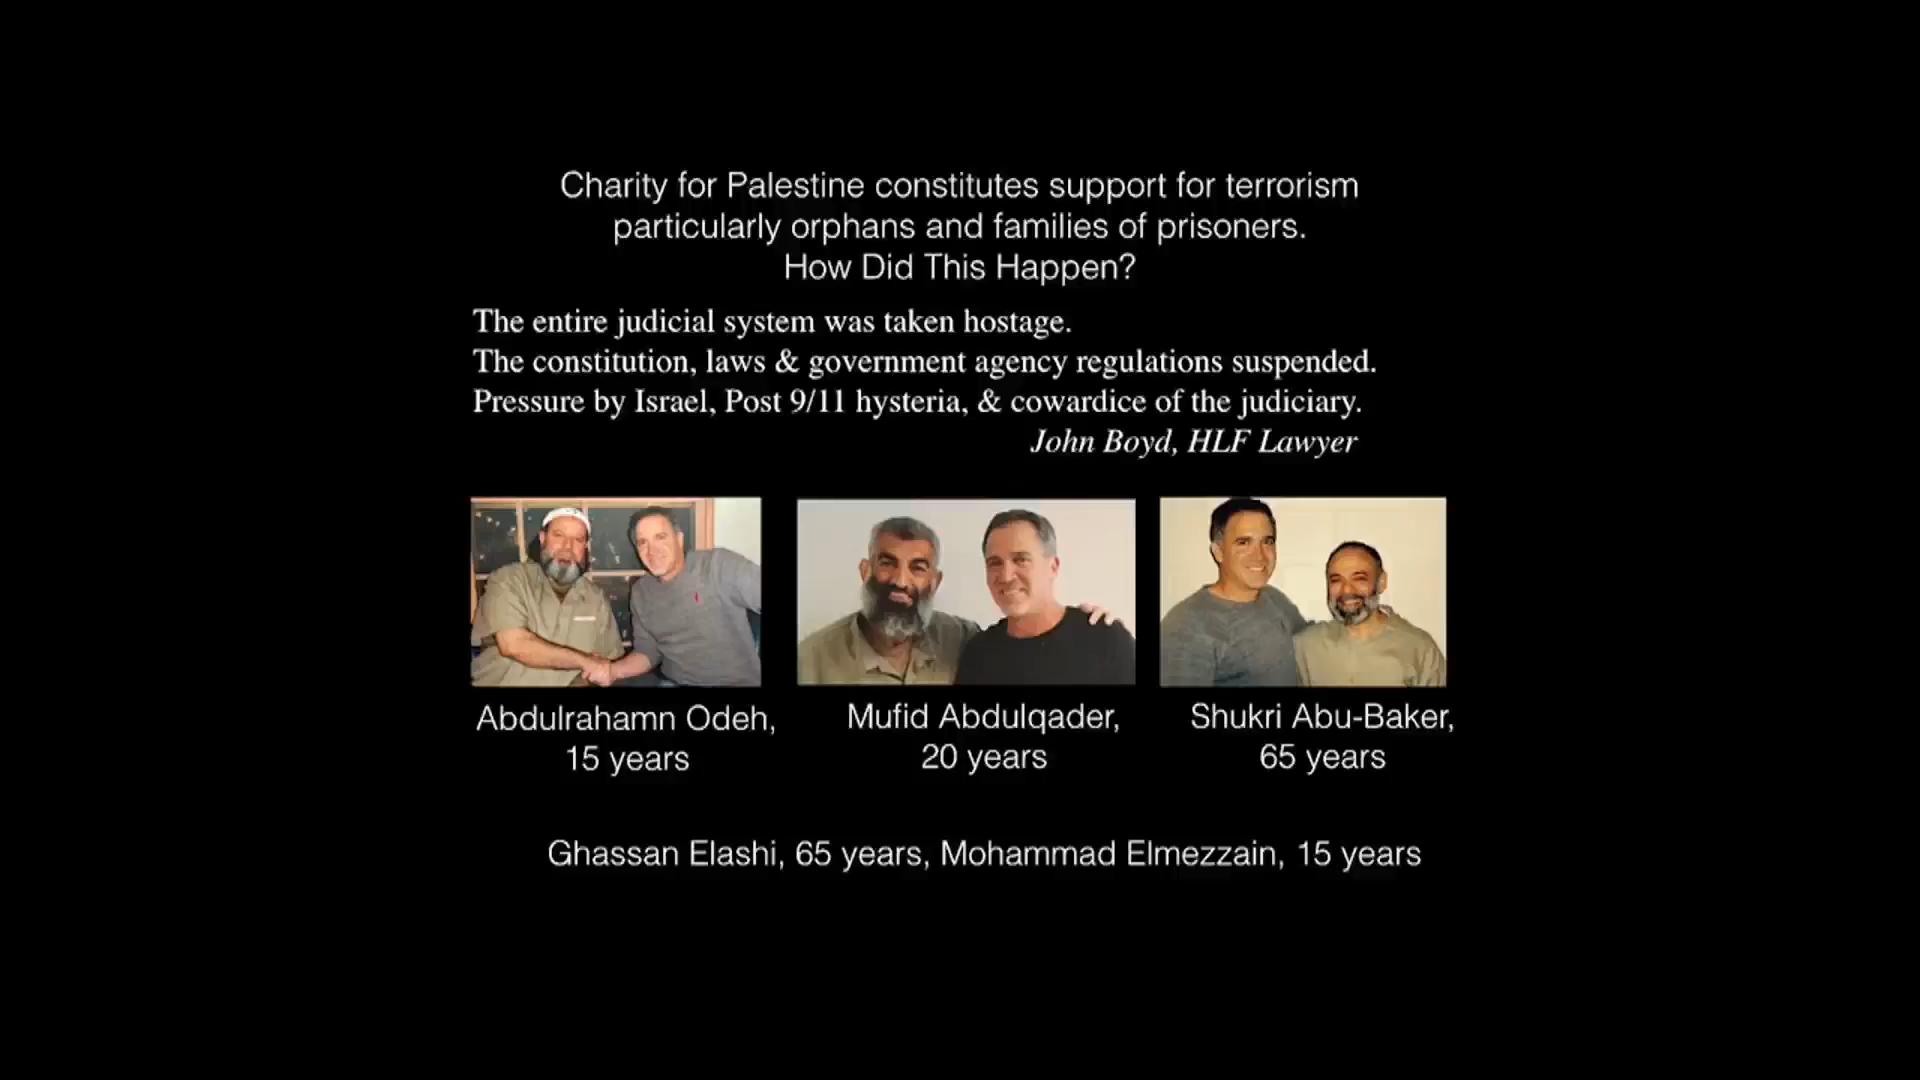 Charity for Palestine constitutes support for terrorism
particularly orphans and families of prisoners.
How Did This Happen?
The entire judicial system was taken hostage.
The constitution, laws & government agency regulations suspended.
Pressure by Israel, Post 9/11 hysteria, & cowardice of the judiciary.
John Boyd, HLF Lawyer
Abdulrahamn Odeh,
15 years
Mufid Abdulqader,
20 years
Shukri Abu-Baker,
65 years
Ghassan Elashi, 65 years, Mohammad Elmezzain, 15 years